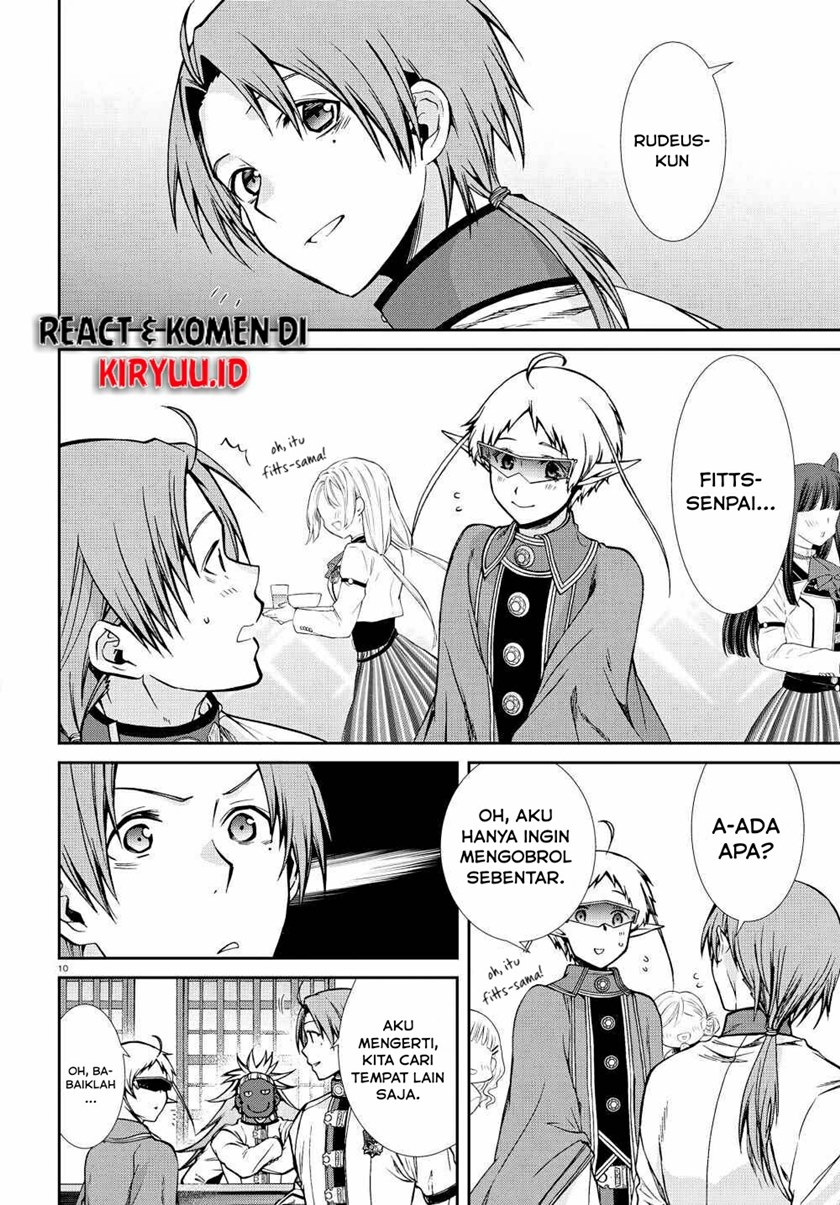 RUDEUS-
KUN
REACT & KOMEN DI
KIRYUU.ID
FITTS-
SENPAI...
oh, itu
fitts-sama!
A-ADA
APA?
OH, AKU
HANYA INGIN
MENGOBROL
SEBENTAR.
oh, itu
fitts-sama!
10
AKU
MENGERTI,
KITA CARI
TEMPAT LAIN
SAJA.
OH, BA-
BAIKLAH
...